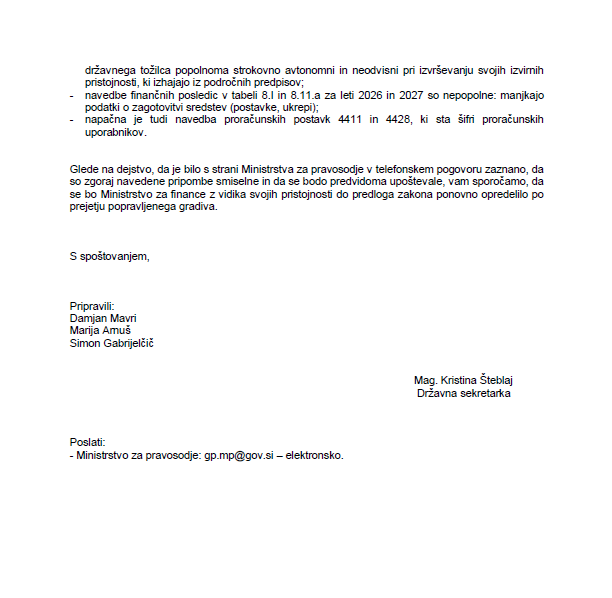 državnega tožilca popolnoma strokovno avtonomni in neodvisni pri izvrševanju svojih izvirnih
pristojnosti, ki izhajajo iz področnih predpisov;
- navedbe finančnih posledic v tabeli 8.I in 8.11.a za leti 2026 in 2027 so nepopolne: manjkajo
podatki o zagotovitvi sredstev (postavke, ukrepi);
- napačna je tudi navedba proračunskih postavk 4411 in 4428, ki sta šifri proračunskih
uporabnikov.
Glede na dejstvo, da je bilo s strani Ministrstva za pravosodje v telefonskem pogovoru zaznano, da
so zgoraj navedene pripombe smiselne in da se bodo predvidoma upoštevale, vam sporočamo, da
se bo Ministrstvo za finance z vidika svojih pristojnosti do predloga zakona ponovno opredelilo po
prejetju popravljenega gradiva.
S spoštovanjem,
Pripravili:
Damjan Mavri
Marija Arnuš
Simon Gabrijelčič
Mag. Kristina Šteblaj
Državna sekretarka
Poslati:
- Ministrstvo za pravosodje: gp.mp@gov.si – elektronsko.